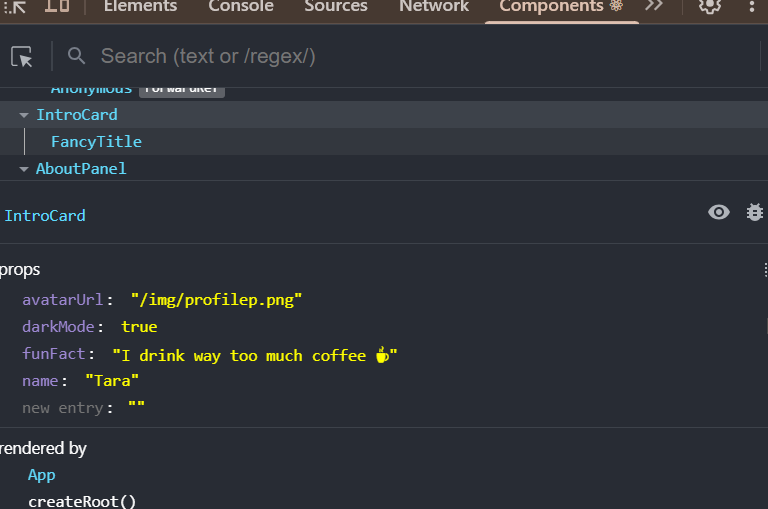 Elements Console Sources Network Components
Search (text or /regex/)
Anonymous ForwardRef
IntroCard
FancyTitle
AboutPanel
IntroCard
props
avatarUrl: "/img/profilep.png"
darkMode: true
funFact: "I drink way too much coffee ☕"
name: "Tara"
new entry: ""
rendered by
App
createRoot()